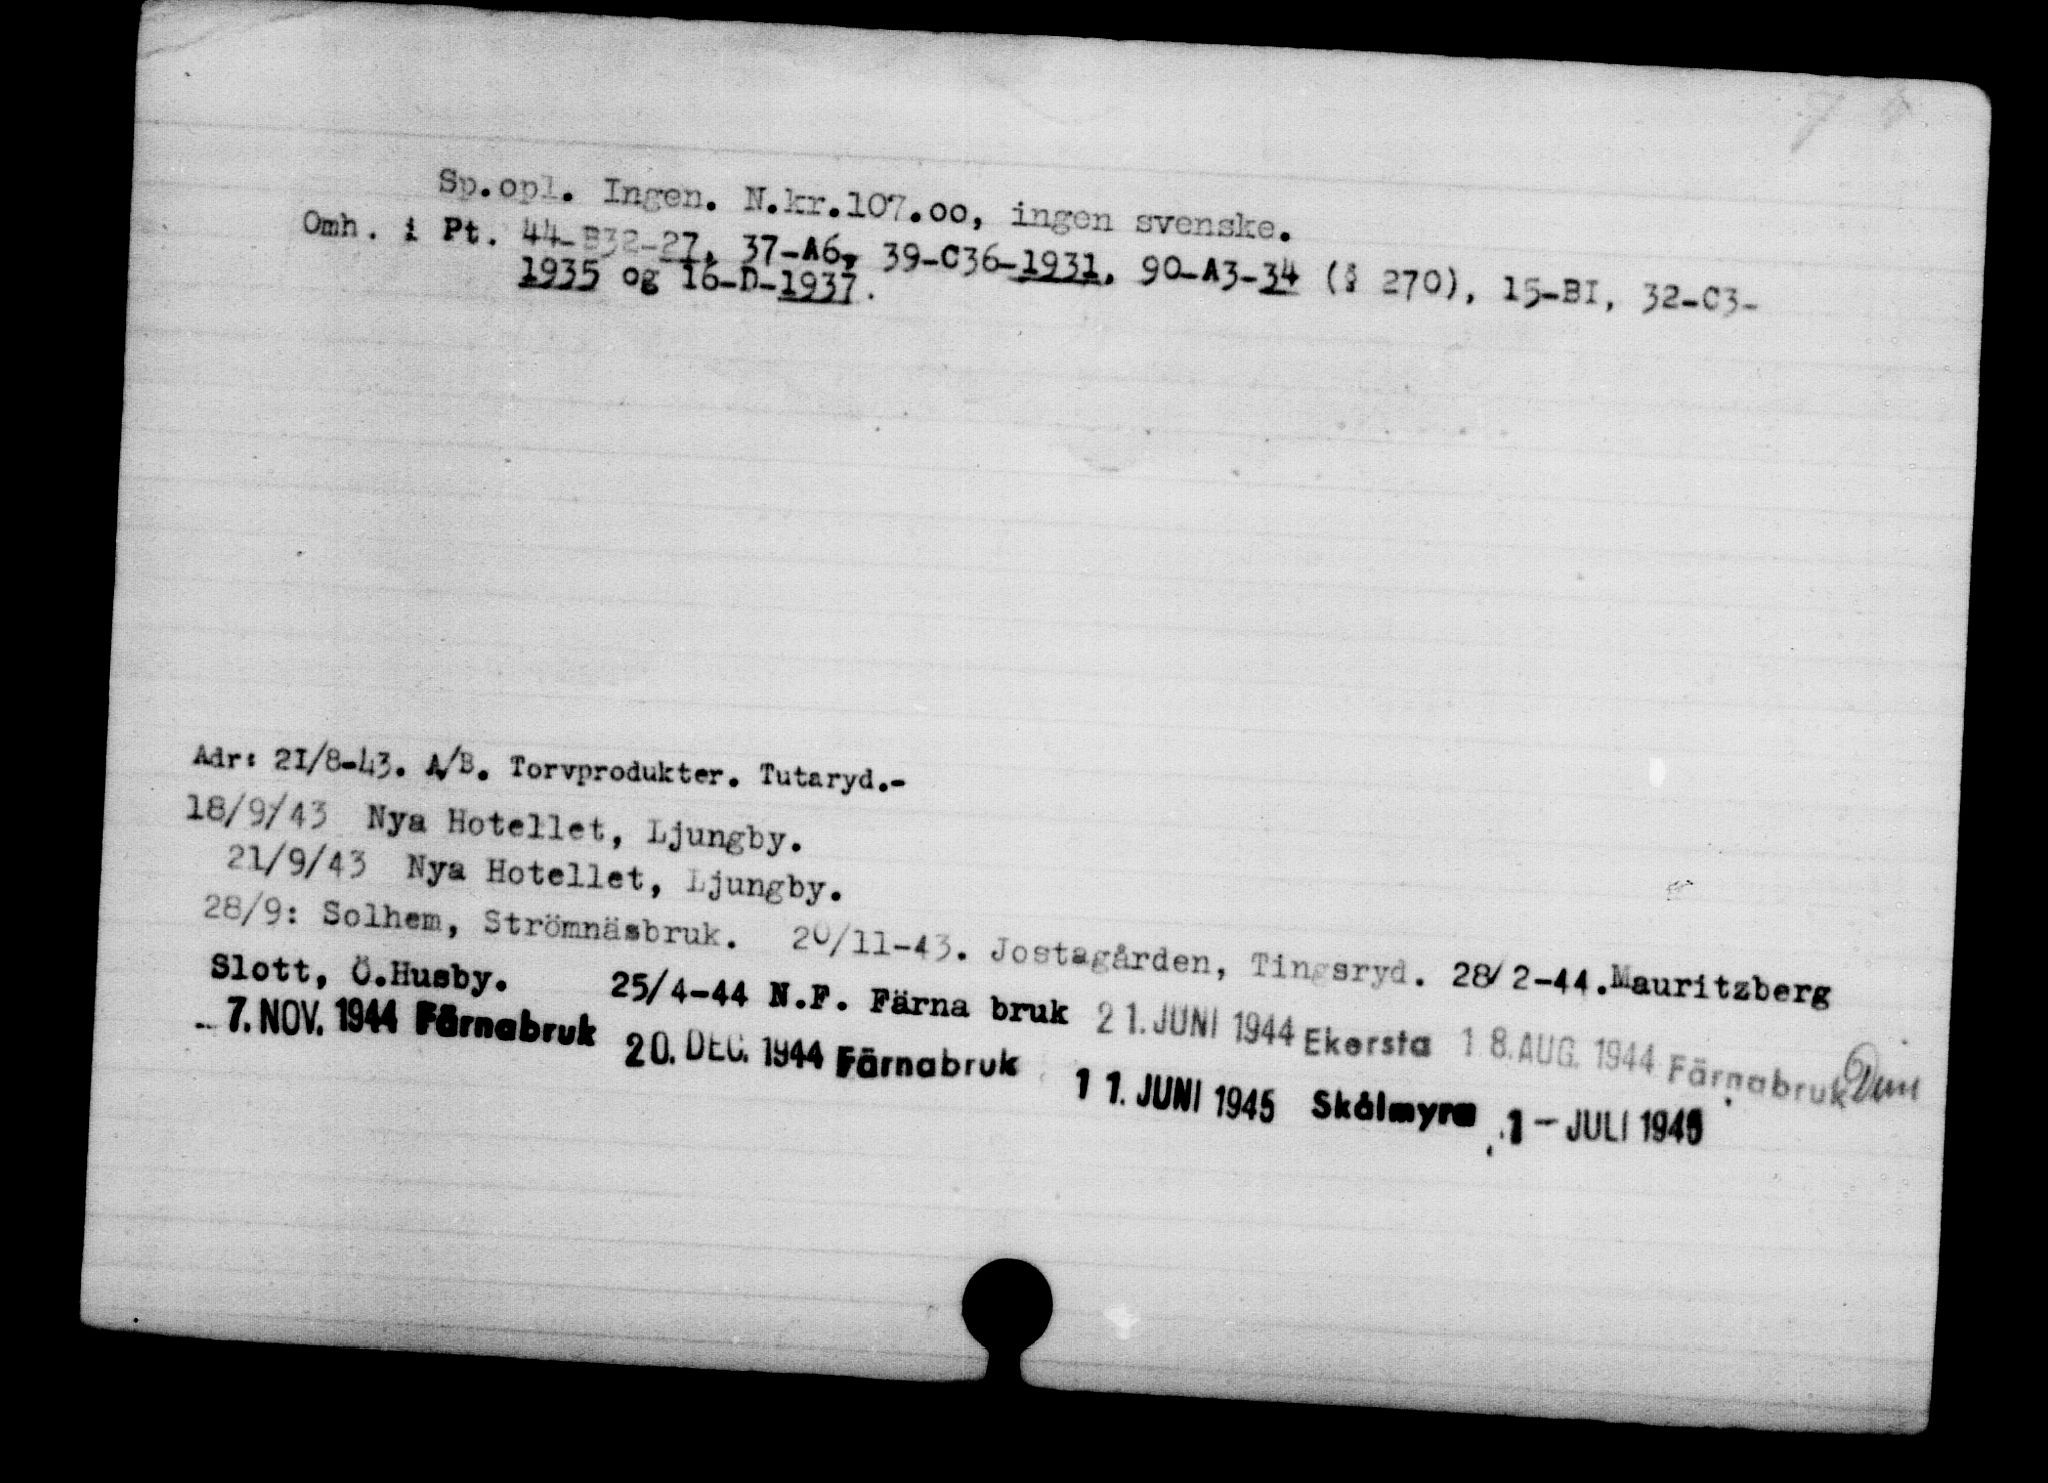 Sp.opl. Ingen. N.kr.107.oo, ingen svenske.
Omh. i Pt. 44-B32-27, 37-A6, 39-C36-1931, 90-A3-34 (§ 270), 15-BI, 32-C3-
1935 og 16-D-1937.
Adr: 21/8-43. A/B. Torvprodukter. Tutaryd.-
18/9/43 Nya Hotellet, Ljungby.
21/9/43 Nya Hotellet, Ljungby.
28/9: Solhem, Strömnäsbruk. 20/11-43. Jostagården, Tingsryd. 28/2-44. Mauritzberg
Slott, Ö.Husby. 25/4-44 N.F. Färna bruk 21. JUNI 1944 Ekersta 18. AUG. 1944 Färnabruk
7. NOV. 1944 Färnabruk 20. DEC. 1944 Färnabruk 11. JUNI 1945 Skålmyra 1 - JULI 1945